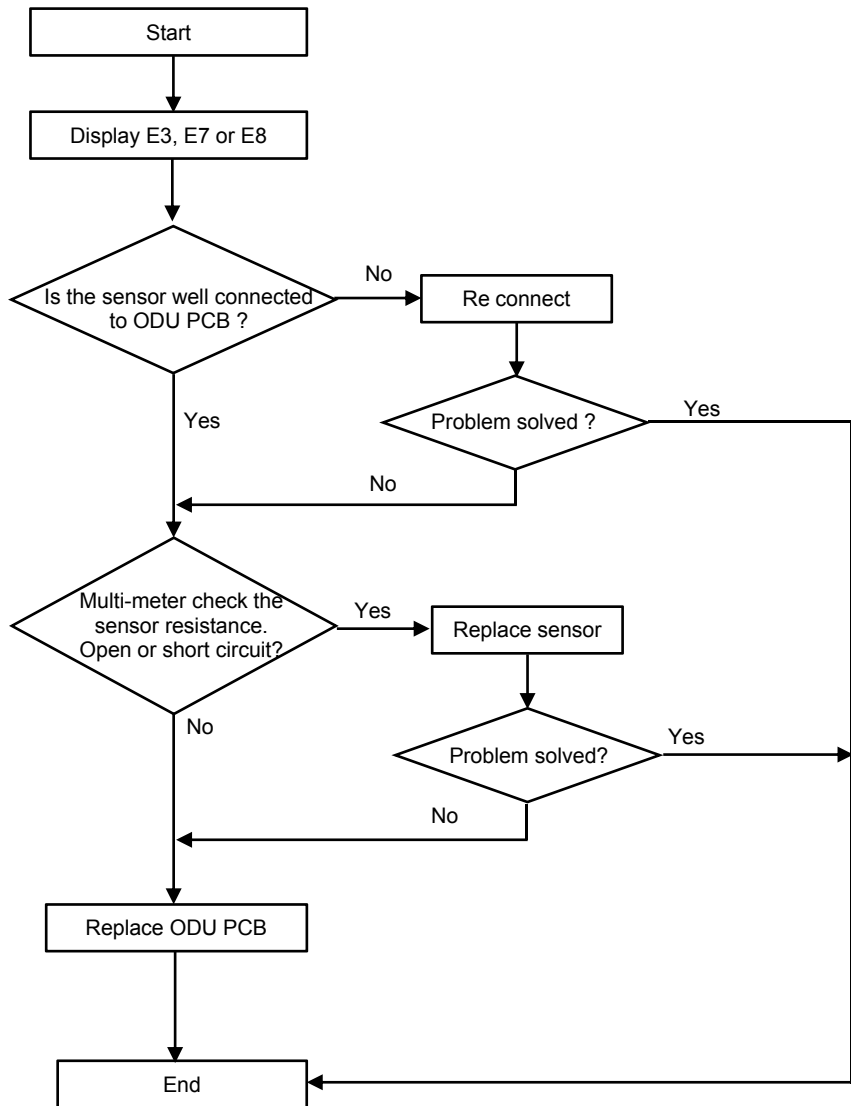 Start
Display E3, E7 or E8
Is the sensor well connected
to ODU PCB ?
No
Re connect
Yes
Problem solved ?
Yes
No
Multi-meter check the
sensor resistance.
Open or short circuit?
Yes
Replace sensor
No
Problem solved?
Yes
No
Replace ODU PCB
End